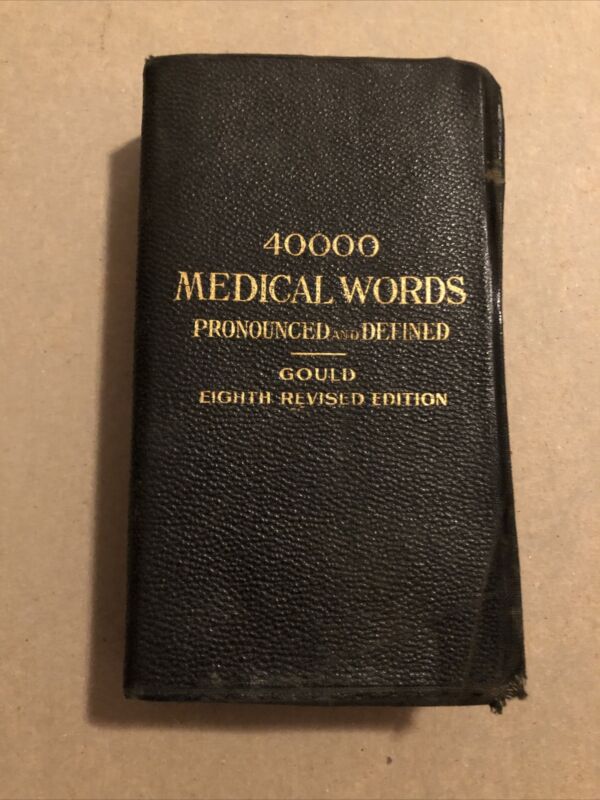 40000
MEDICAL WORDS
PRONOUNCED AND DEFINED
GOULD
EIGHTH REVISED EDITION